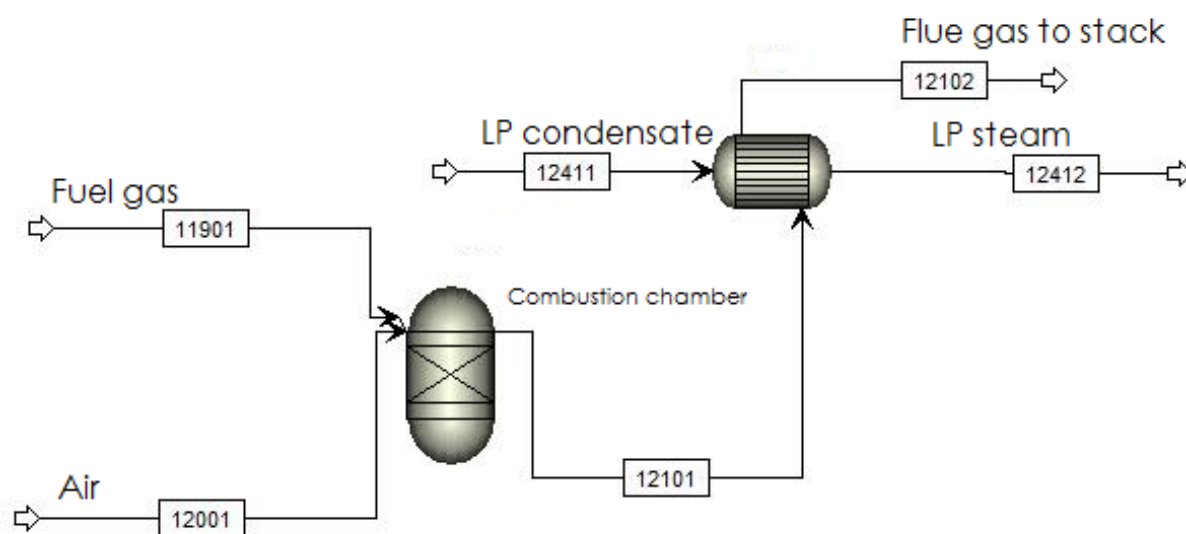 Flue gas to stack
12102
LP condensate
LP steam
12411
12412
Fuel gas
11901
Combustion chamber
12101
Air
12001